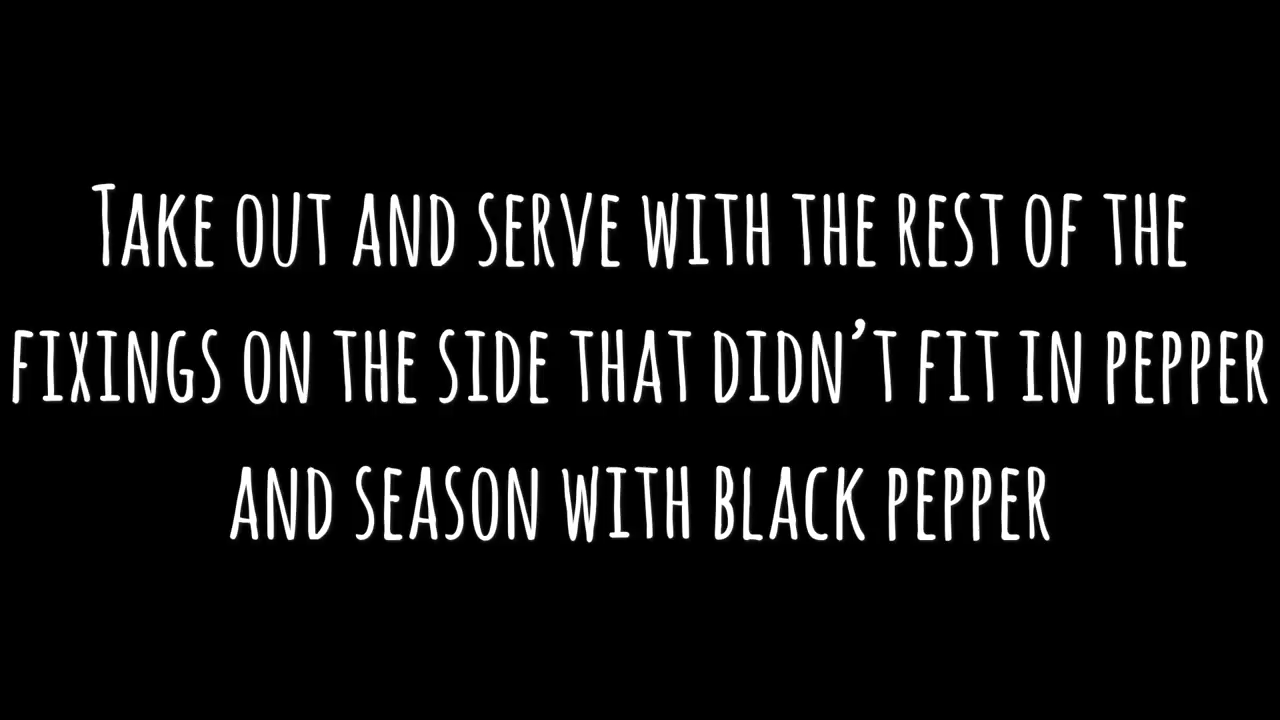 Take out and serve with the rest of the
fixings on the side that didn't fit in pepper
and season with black pepper